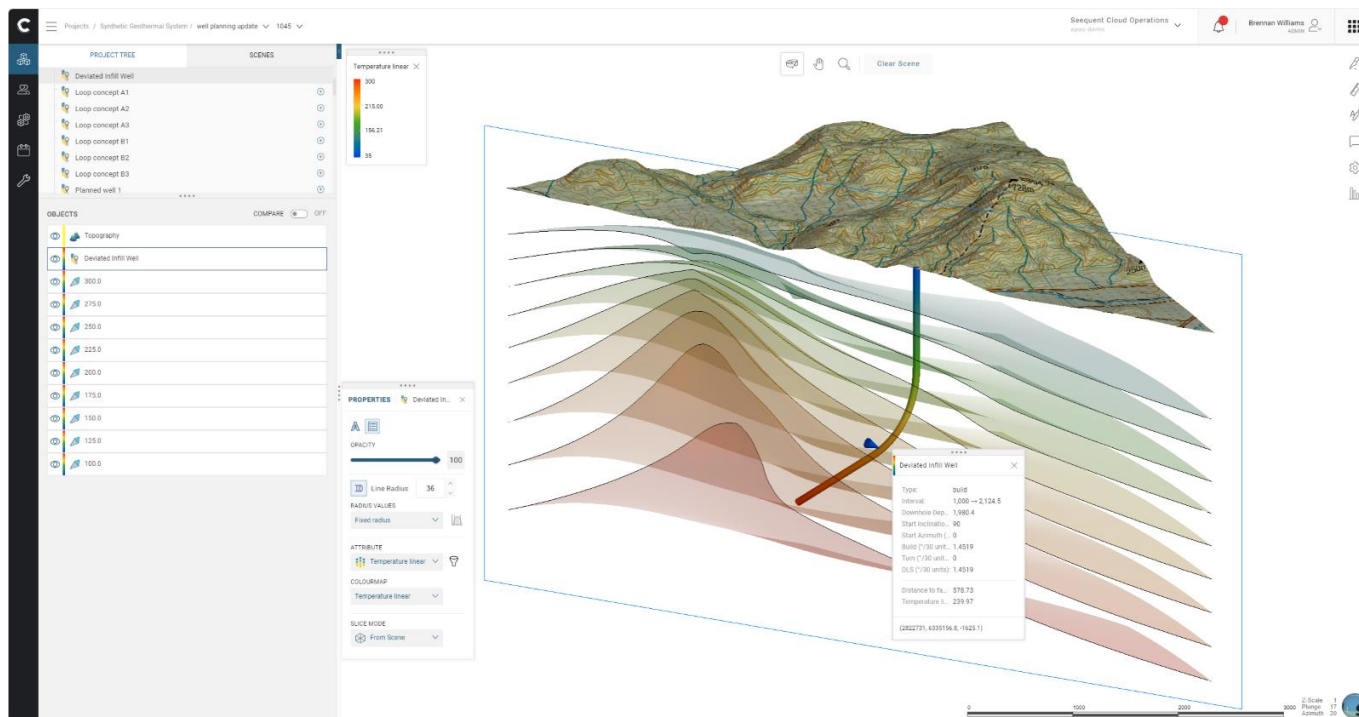 Projects / Synthetic Geothermal System / well planning update 1045
Seequent Cloud Operations
apac-demo
Brennan Williams
ADMIN
PROJECT TREE
SCENES
Deviated Infill Well
Loop concept A1
Loop concept A2
Loop concept A3
Loop concept B1
Loop concept B2
Loop concept B3
Planned well 1
OBJECTS
COMPARE OFF
Topography
Deviated Infill Well
300.0
275.0
250.0
225.0
200.0
175.0
150.0
125.0
100.0
Temperature linear
300
215.00
156.21
35
Clear Scene
PROPERTIES Deviated In...
OPACITY
100
Line Radius 36
RADIUS VALUES
Fixed radius
ATTRIBUTE
Temperature linear
COLOURMAP
Temperature linear
SLICE MODE
From Scene
Deviated Infill Well
Type: build
Interval: 1,000 → 2,124.5
Downhole Dep... 1,980.4
Start Inclinatio... 90
Start Azimuth (... 0
Build (°/30 unit... 1.4519
Turn (°/30 unit... 0
DLS (°/30 units): 1.4519
Distance to fa... 578.73
Temperature li... 239.97
(2822731, 6335156.8, -1625.1)
0 1000 2000 3000
Z-Scale 1
Plunge 17
Azimuth 20